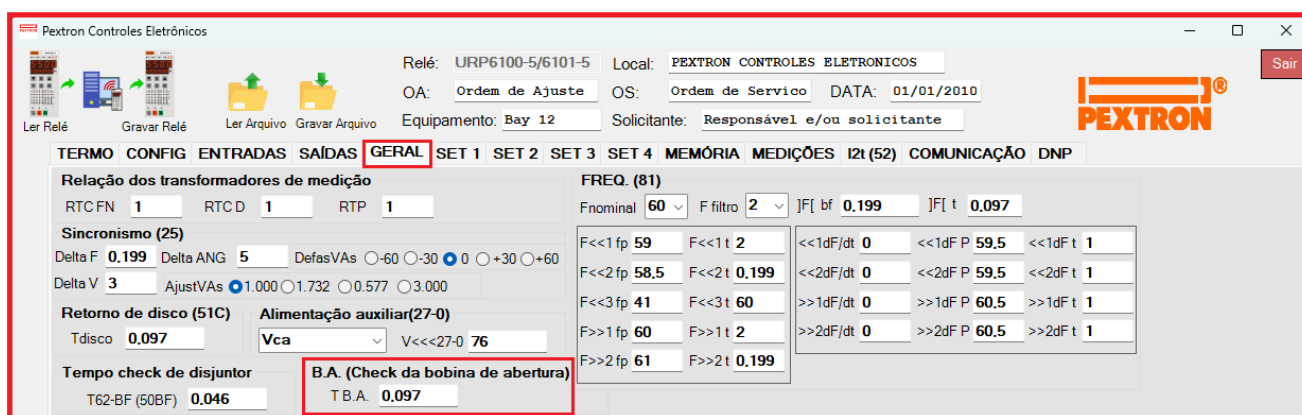 Pextron Controles Eletrônicos
Relé: URP6100-5/6101-5 Local: PEXTRON CONTROLES ELETRONICOS Sair
OA: Ordem de Ajuste OS: Ordem de Servico DATA: 01/01/2010
Ler Relé Gravar Relé Ler Arquivo Gravar Arquivo Equipamento: Bay 12 Solicitante: Responsável e/ou solicitante PEXTRON®
TERMO CONFIG ENTRADAS SAÍDAS GERAL SET 1 SET 2 SET 3 SET 4 MEMÓRIA MEDIÇÕES I2t (52) COMUNICAÇÃO DNP
Relação dos transformadores de medição
RTC FN 1 RTC D 1 RTP 1
Sincronismo (25)
Delta F 0,199 Delta ANG 5 DefasVAs -60 -30 0 +30 +60
Delta V 3 AjustVAs 1.000 1.732 0.577 3.000
Retorno de disco (51C) Alimentação auxiliar(27-0)
Tdisco 0,097 Vca V<<<27-0 76
Tempo check de disjuntor B.A. (Check da bobina de abertura)
T62-BF (50BF) 0,046 T B.A. 0,097
FREQ. (81)
Fnominal 60 F filtro 2 ]F[ bf 0,199 ]F[ t 0,097
F<<1 fp 59 F<<1 t 2 <<1dF/dt 0 <<1dF P 59,5 <<1dF t 1
F<<2 fp 58,5 F<<2 t 0,199 <<2dF/dt 0 <<2dF P 59,5 <<2dF t 1
F<<3 fp 41 F<<3 t 60 >>1dF/dt 0 >>1dF P 60,5 >>1dF t 1
F>>1 fp 60 F>>1 t 2 >>2dF/dt 0 >>2dF P 60,5 >>2dF t 1
F>>2 fp 61 F>>2 t 0,199